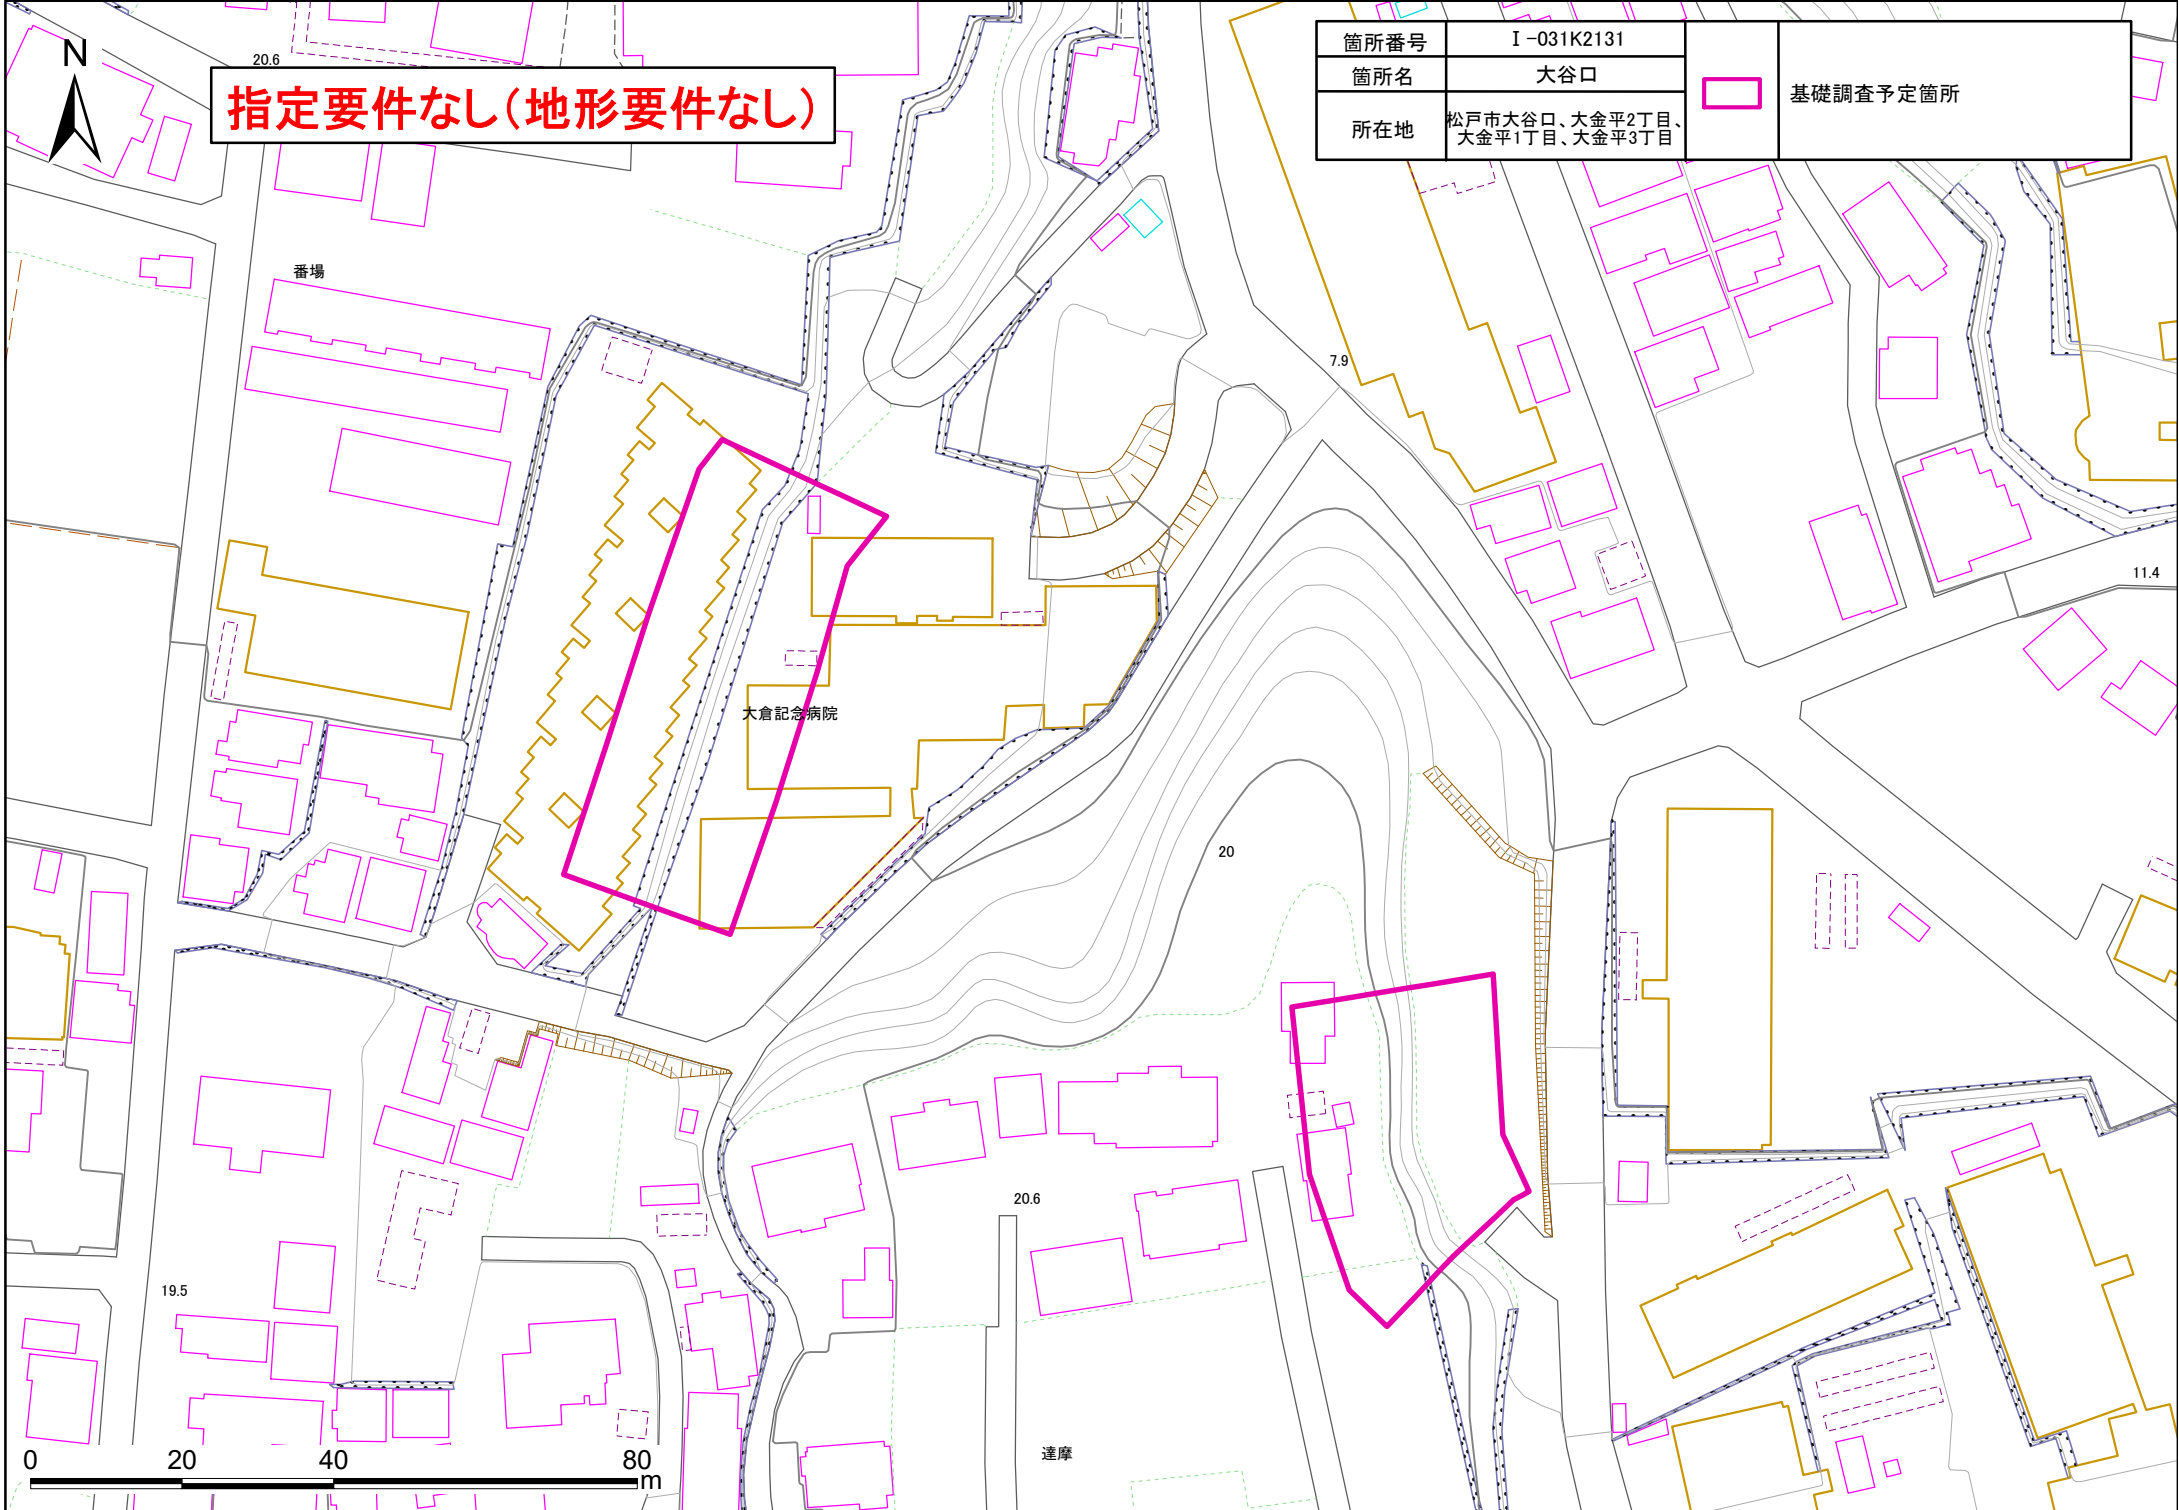 N
20.6
指定要件なし(地形要件なし)
箇所番号
Ⅰ-031K2131
箇所名
大谷口
所在地
松戸市大谷口、大金平2丁目、
大金平1丁目、大金平3丁目
基礎調査予定箇所
番場
7.9
11.4
大倉記念病院
20
20.6
19.5
達摩
0 20 40 80
m